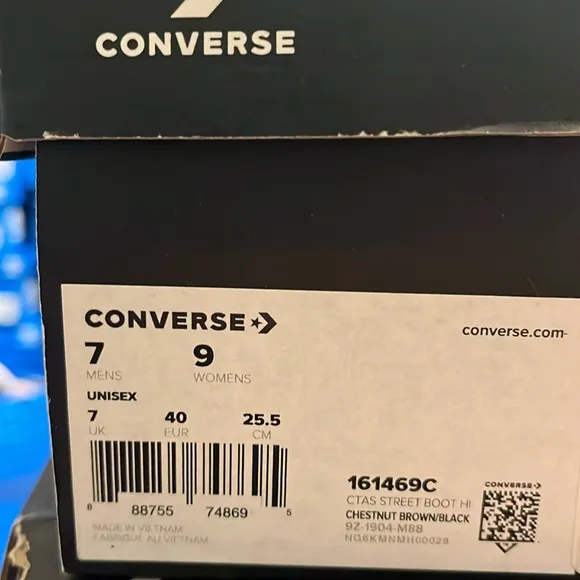 CONVERSE
CONVERSE
converse.com
7 9
MENS WOMENS
UNISEX
7 40 25.5
UK EUR CM
8 88755 74869 5
161469C
CTAS STREET BOOT HI
CHESTNUT BROWN/BLACK
9Z-1904-M88
NQ6KMNMH00029
CONVERSE
MADE IN VIETNAM
FABRIQUE AU VIETNAM